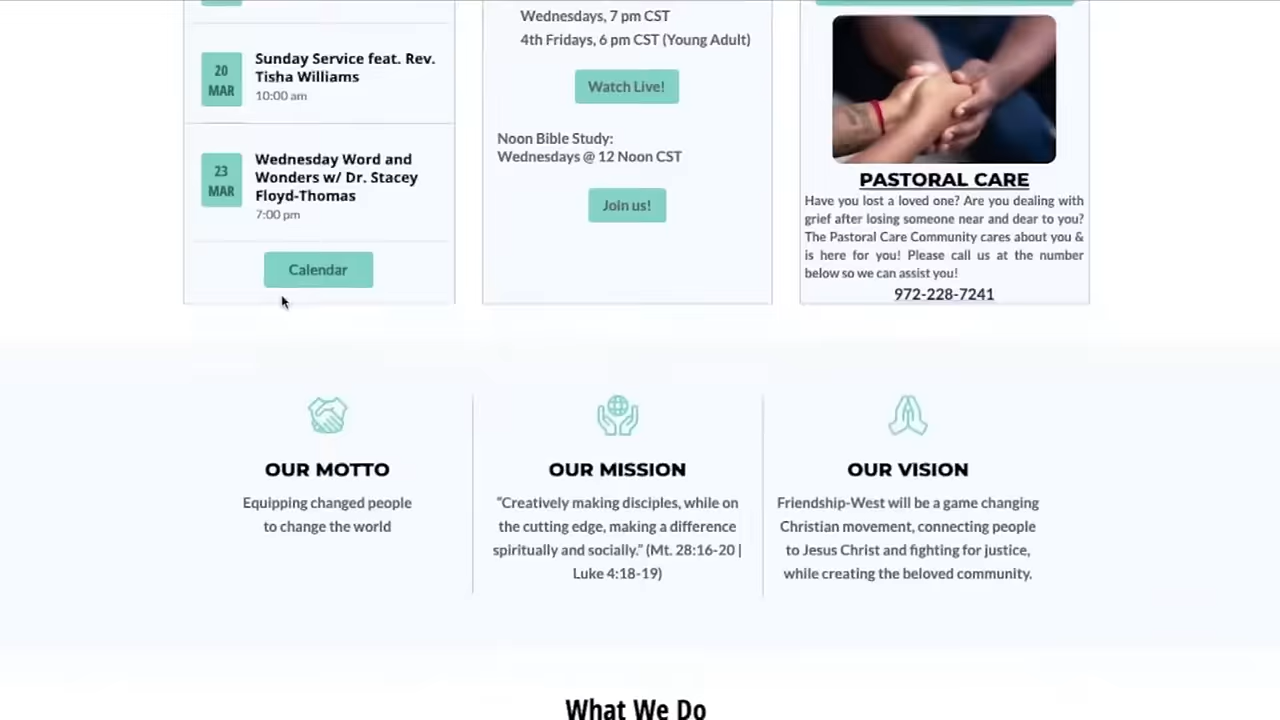 20
MAR
Sunday Service feat. Rev.
Tisha Williams
10:00 am
23
MAR
Wednesday Word and
Wonders w/ Dr. Stacey
Floyd-Thomas
7:00 pm
Calendar
Wednesdays, 7 pm CST
4th Fridays, 6 pm CST (Young Adult)
Watch Live!
Noon Bible Study:
Wednesdays @ 12 Noon CST
Join us!
PASTORAL CARE
Have you lost a loved one? Are you dealing with
grief after losing someone near and dear to you?
The Pastoral Care Community cares about you &
is here for you! Please call us at the number
below so we can assist you!
972-228-7241
OUR MOTTO
Equipping changed people
to change the world
OUR MISSION
“Creatively making disciples, while on
the cutting edge, making a difference
spiritually and socially.” (Mt. 28:16-20 |
Luke 4:18-19)
OUR VISION
Friendship-West will be a game changing
Christian movement, connecting people
to Jesus Christ and fighting for justice,
while creating the beloved community.
What We Do